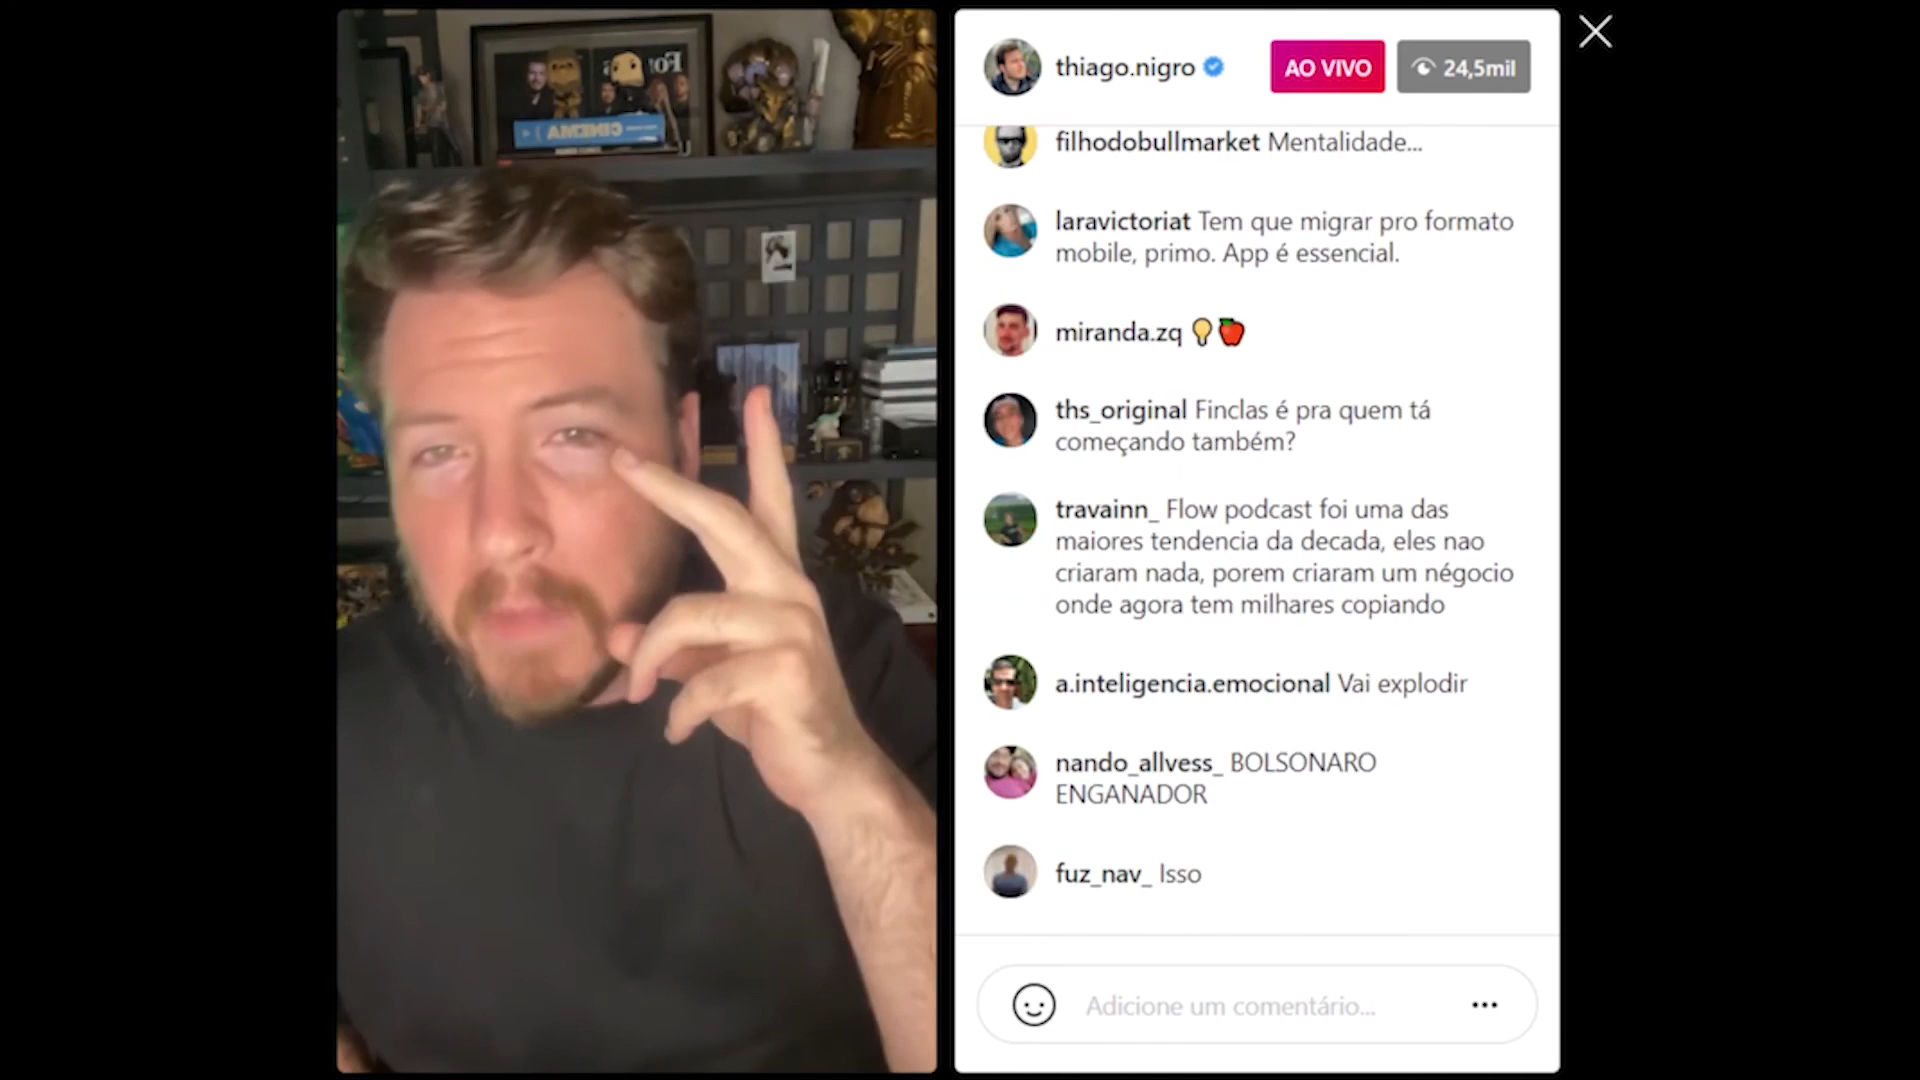 thiago.nigro
AO VIVO
24,5mil
filhodobullmarket Mentalidade...
laravictoriat Tem que migrar pro formato
mobile, primo. App é essencial.
miranda.zq 💡🍎
ths_original Finclas é pra quem tá
começando também?
travainn_ Flow podcast foi uma das
maiores tendencia da decada, eles nao
criaram nada, porem criaram um négocio
onde agora tem milhares copiando
a.inteligencia.emocional Vai explodir
nando_allvess_ BOLSONARO
ENGANADOR
fuz_nav_ Isso
Adicione um comentário...
CINEMA